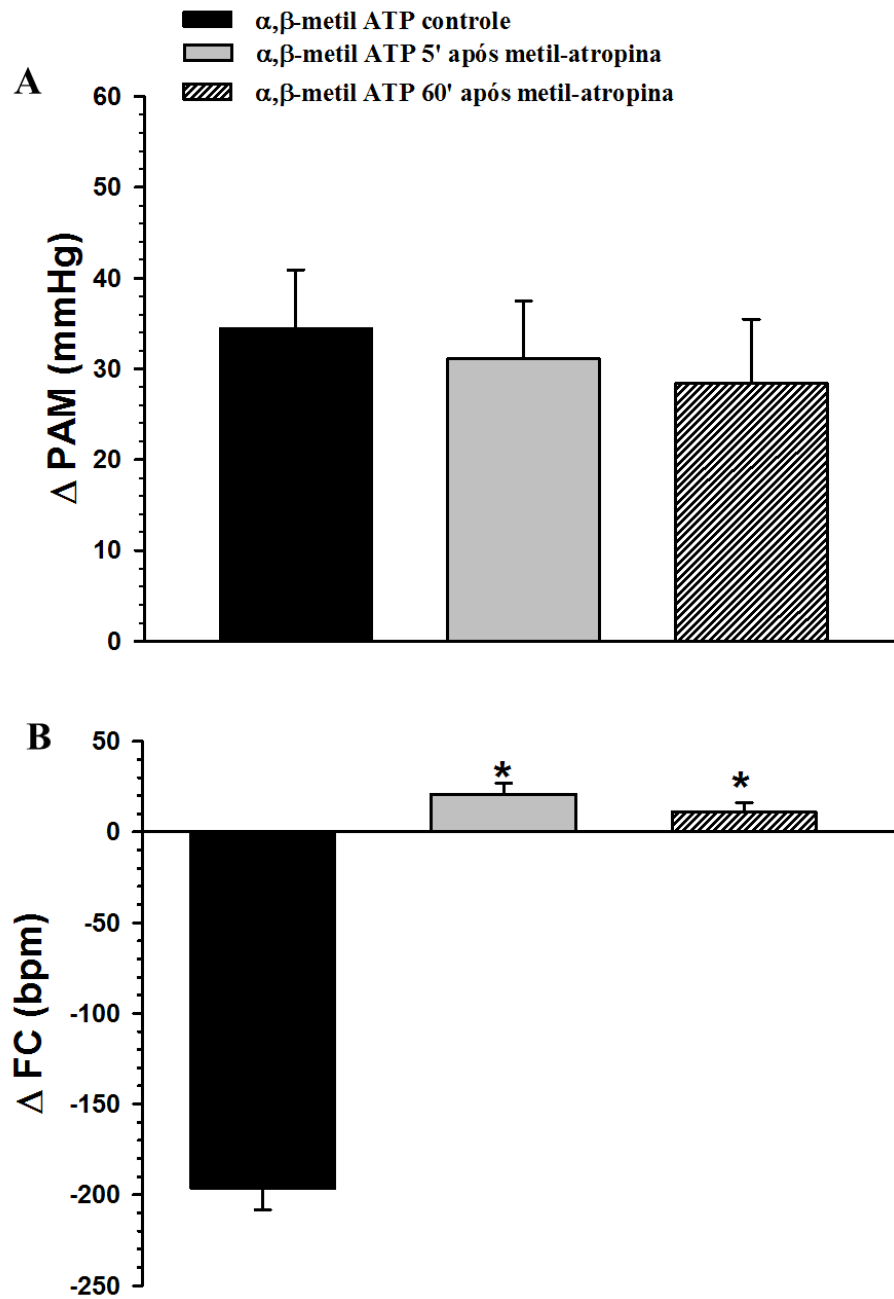 α,β-metil ATP controle
α,β-metil ATP 5' após metil-atropina
α,β-metil ATP 60' após metil-atropina
A
60
50
40
30
20
10
0
Δ PAM (mmHg)
B
50
0
-50
-100
-150
-200
-250
Δ FC (bpm)
*
*